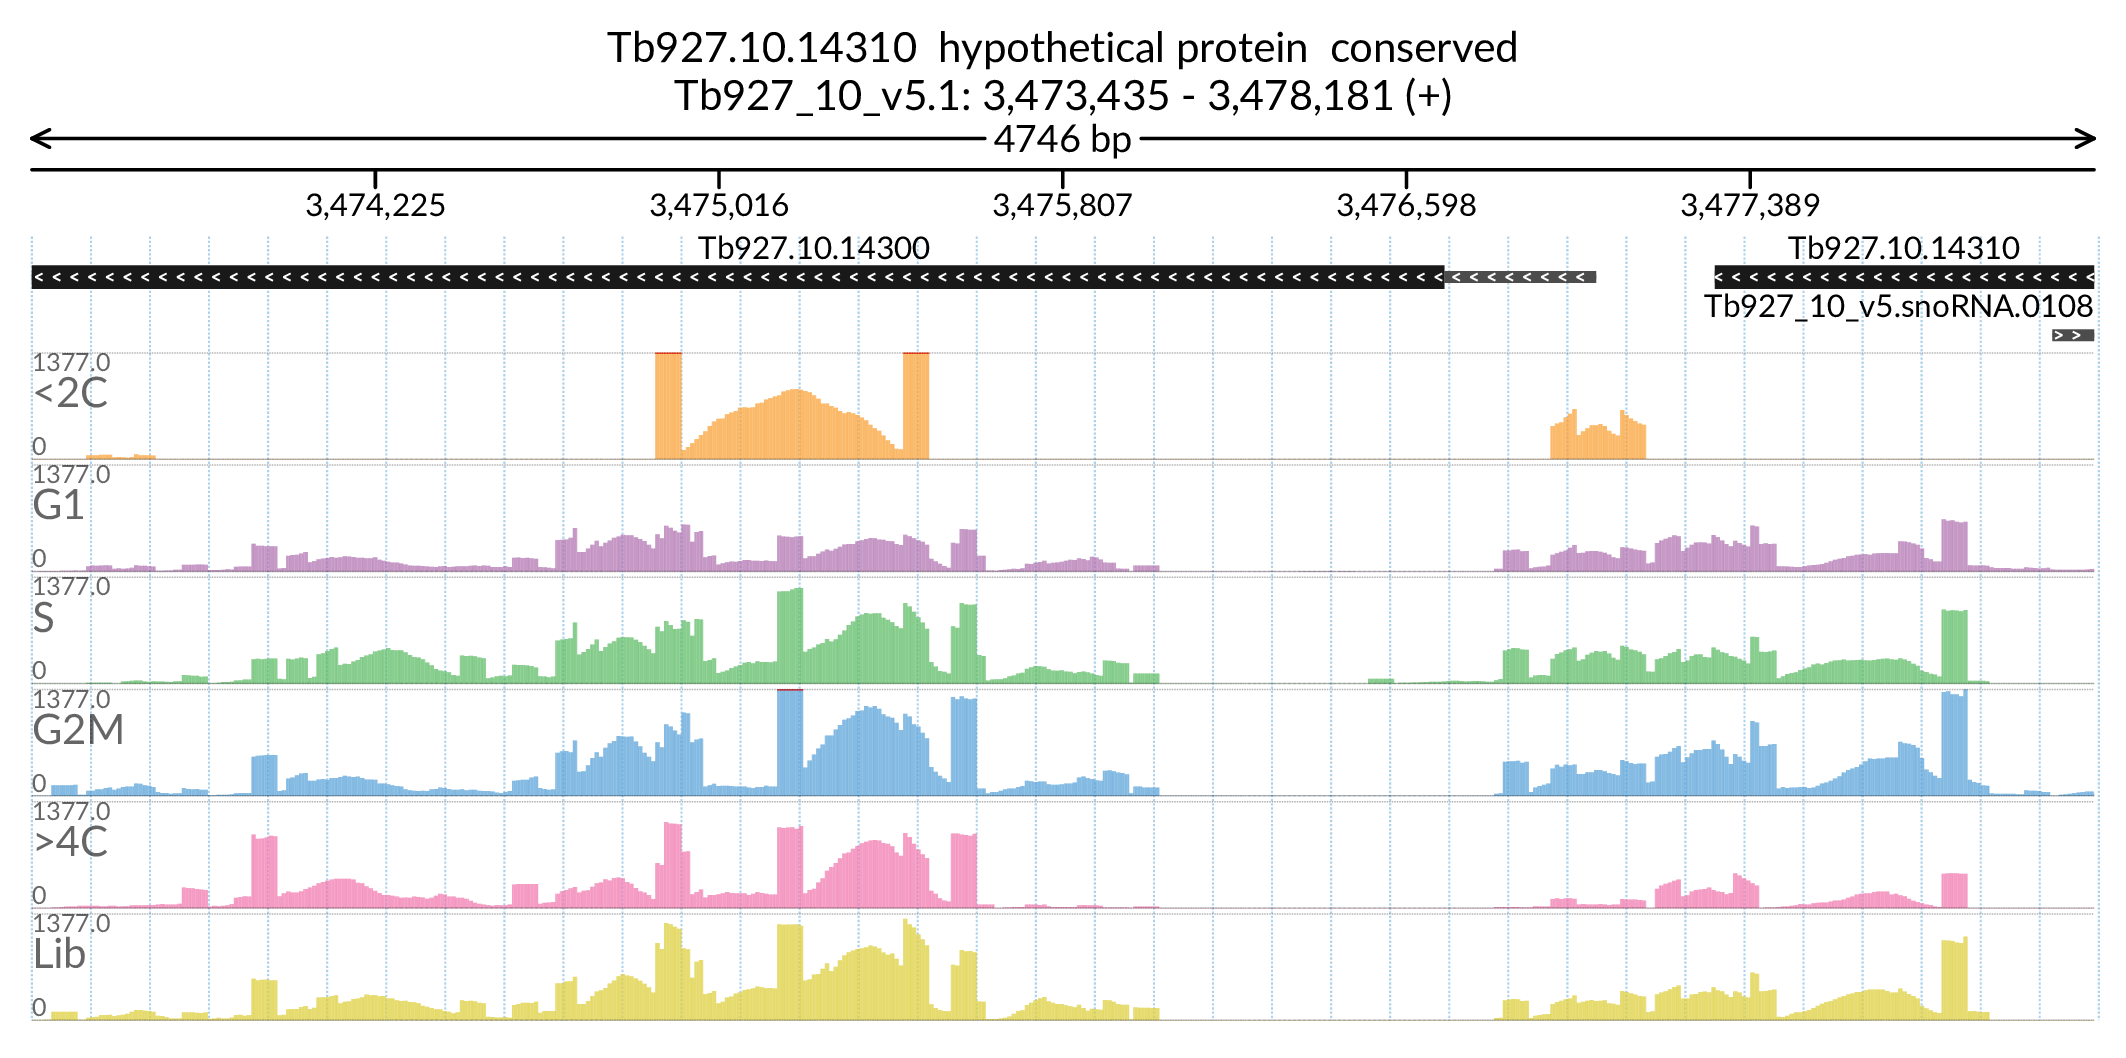 Tb927.10.14310 hypothetical protein conserved
Tb927_10_v5.1: 3,473,435 - 3,478,181 (+)
4746 bp
3,474,225 3,475,016 3,475,807 3,476,598 3,477,389
Tb927.10.14300 Tb927.10.14310
Tb927_10_v5.snoRNA.0108
1377.0
<2C
0
1377.0
G1
0
1377.0
S
0
1377.0
G2M
0
1377.0
>4C
0
1377.0
Lib
0